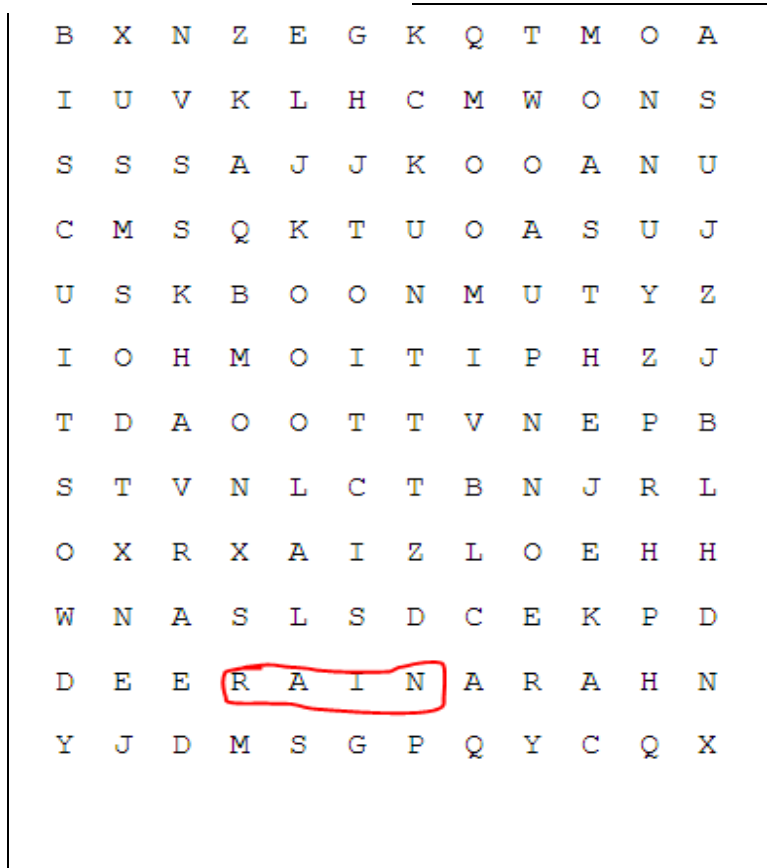 B X N Z E G K Q T M O A
I U V K L H C M W O N S
S S S A J J K O O A N U
C M S Q K T U O A S U J
U S K B O O N M U T Y Z
I O H M O I T I P H Z J
T D A O O T T V N E P B
S T V N L C T B N J R L
O X R X A I Z L O E H H
W N A S L S D C E K P D
D E E R A I N A R A H N
Y J D M S G P Q Y C Q X